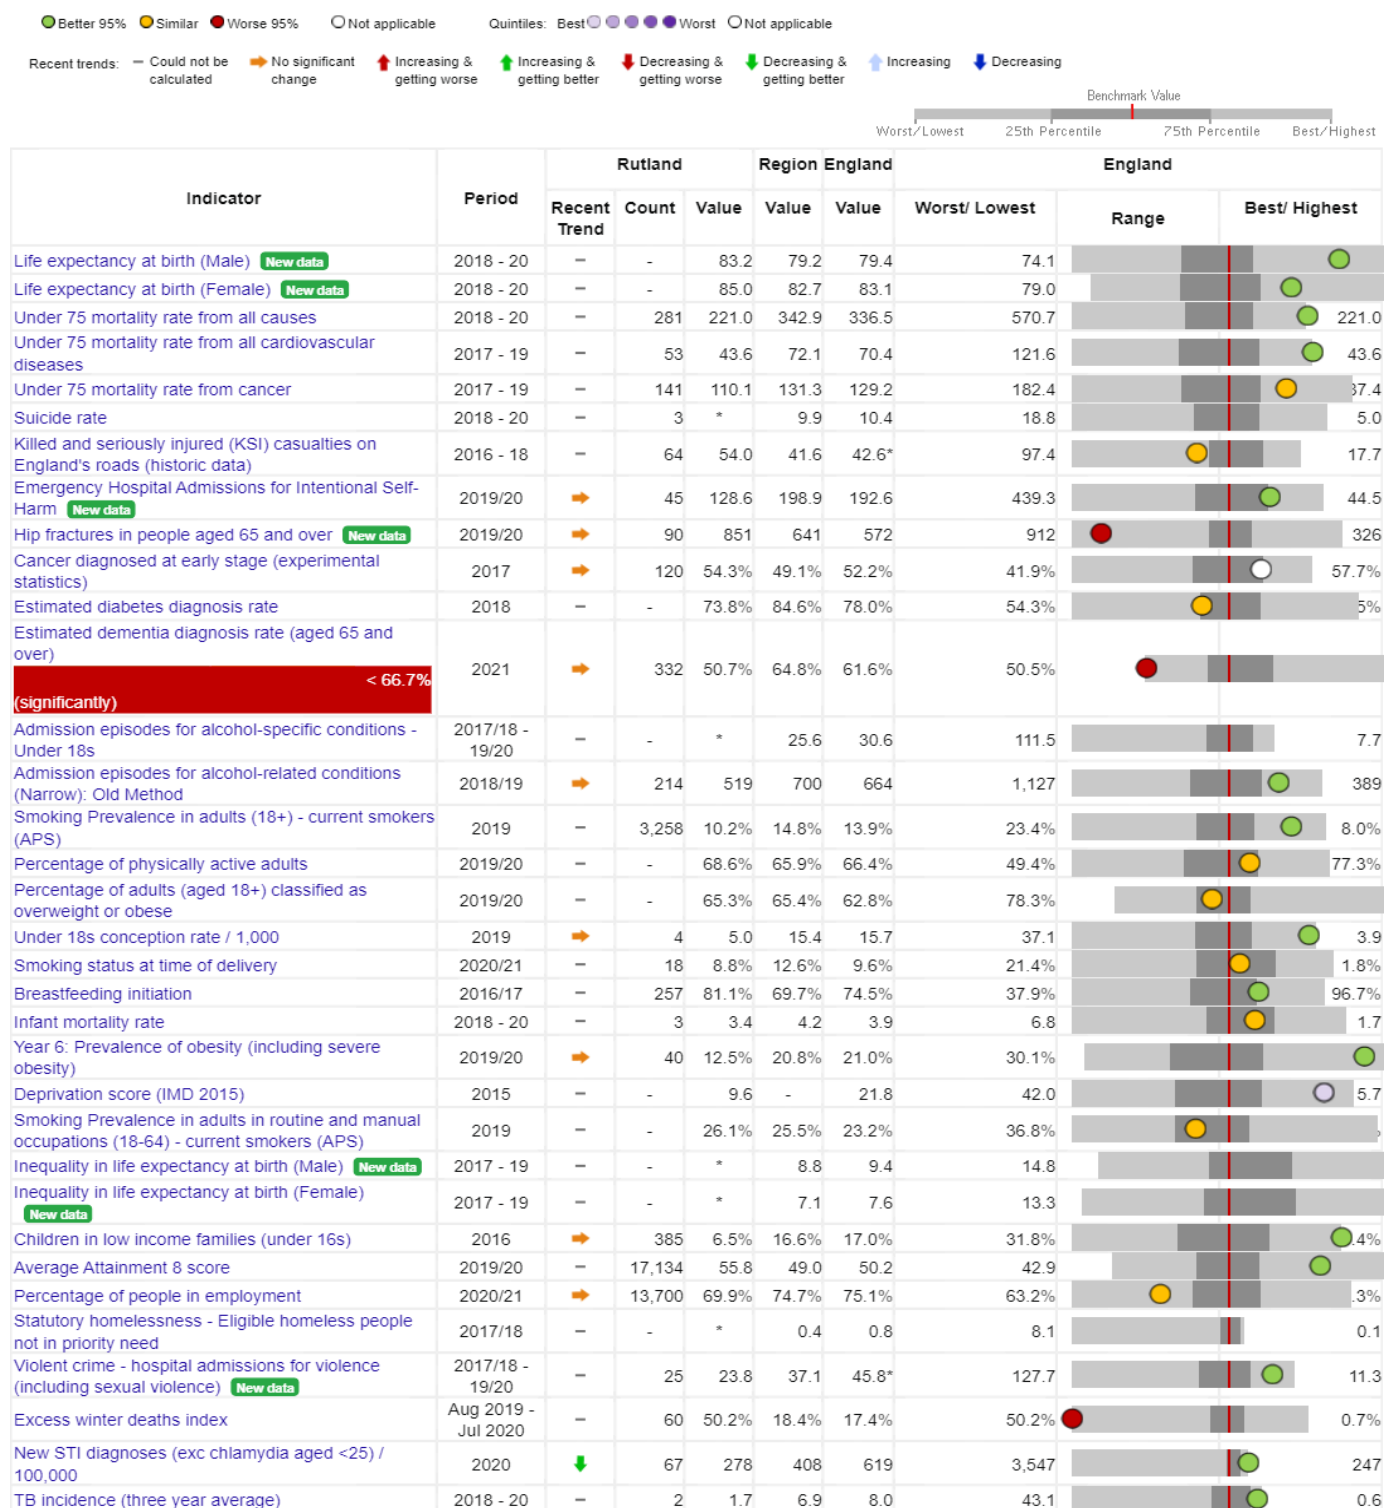 Better 95% Similar Worse 95% Not applicable Quintiles: Best Worst Not applicable
Recent trends: – Could not be calculated No significant change Increasing & getting worse Increasing & getting better Decreasing & getting worse Decreasing & getting better Increasing Decreasing
Benchmark Value
Worst/Lowest 25th Percentile 75th Percentile Best/Highest
Rutland Region England England
Indicator Period Recent Trend Count Value Value Value Worst/ Lowest Range Best/ Highest
Life expectancy at birth (Male) New data 2018 - 20 – - 83.2 79.2 79.4 74.1
Life expectancy at birth (Female) New data 2018 - 20 – - 85.0 82.7 83.1 79.0
Under 75 mortality rate from all causes 2018 - 20 – 281 221.0 342.9 336.5 570.7 221.0
Under 75 mortality rate from all cardiovascular diseases 2017 - 19 – 53 43.6 72.1 70.4 121.6 43.6
Under 75 mortality rate from cancer 2017 - 19 – 141 110.1 131.3 129.2 182.4 37.4
Suicide rate 2018 - 20 – 3 * 9.9 10.4 18.8 5.0
Killed and seriously injured (KSI) casualties on England's roads (historic data) 2016 - 18 – 64 54.0 41.6 42.6* 97.4 17.7
Emergency Hospital Admissions for Intentional Self-Harm New data 2019/20 45 128.6 198.9 192.6 439.3 44.5
Hip fractures in people aged 65 and over New data 2019/20 90 851 641 572 912 326
Cancer diagnosed at early stage (experimental statistics) 2017 120 54.3% 49.1% 52.2% 41.9% 57.7%
Estimated diabetes diagnosis rate 2018 – - 73.8% 84.6% 78.0% 54.3% 5%
Estimated dementia diagnosis rate (aged 65 and over) < 66.7% (significantly) 2021 332 50.7% 64.8% 61.6% 50.5%
Admission episodes for alcohol-specific conditions - Under 18s 2017/18 - 19/20 – - * 25.6 30.6 111.5 7.7
Admission episodes for alcohol-related conditions (Narrow): Old Method 2018/19 214 519 700 664 1,127 389
Smoking Prevalence in adults (18+) - current smokers (APS) 2019 – 3,258 10.2% 14.8% 13.9% 23.4% 8.0%
Percentage of physically active adults 2019/20 – - 68.6% 65.9% 66.4% 49.4% 77.3%
Percentage of adults (aged 18+) classified as overweight or obese 2019/20 – - 65.3% 65.4% 62.8% 78.3%
Under 18s conception rate / 1,000 2019 4 5.0 15.4 15.7 37.1 3.9
Smoking status at time of delivery 2020/21 – 18 8.8% 12.6% 9.6% 21.4% 1.8%
Breastfeeding initiation 2016/17 – 257 81.1% 69.7% 74.5% 37.9% 96.7%
Infant mortality rate 2018 - 20 – 3 3.4 4.2 3.9 6.8 1.7
Year 6: Prevalence of obesity (including severe obesity) 2019/20 40 12.5% 20.8% 21.0% 30.1%
Deprivation score (IMD 2015) 2015 – - 9.6 - 21.8 42.0 5.7
Smoking Prevalence in adults in routine and manual occupations (18-64) - current smokers (APS) 2019 – - 26.1% 25.5% 23.2% 36.8%
Inequality in life expectancy at birth (Male) New data 2017 - 19 – - * 8.8 9.4 14.8
Inequality in life expectancy at birth (Female) New data 2017 - 19 – - * 7.1 7.6 13.3
Children in low income families (under 16s) 2016 385 6.5% 16.6% 17.0% 31.8% .4%
Average Attainment 8 score 2019/20 – 17,134 55.8 49.0 50.2 42.9
Percentage of people in employment 2020/21 13,700 69.9% 74.7% 75.1% 63.2% .3%
Statutory homelessness - Eligible homeless people not in priority need 2017/18 – - * 0.4 0.8 8.1 0.1
Violent crime - hospital admissions for violence (including sexual violence) New data 2017/18 - 19/20 – 25 23.8 37.1 45.8* 127.7 11.3
Excess winter deaths index Aug 2019 - Jul 2020 – 60 50.2% 18.4% 17.4% 50.2% 0.7%
New STI diagnoses (exc chlamydia aged <25) / 100,000 2020 67 278 408 619 3,547 247
TB incidence (three year average) 2018 - 20 – 2 1.7 6.9 8.0 43.1 0.6